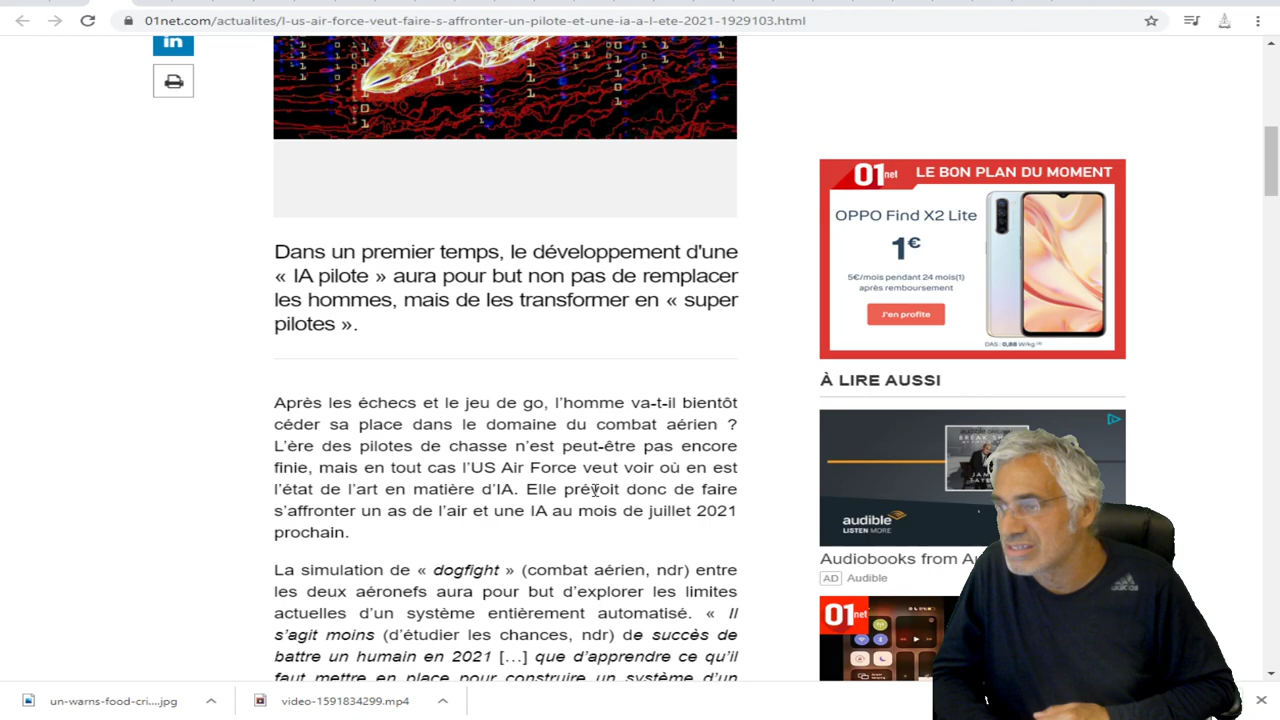 01net.com/actualites/l-us-air-force-veut-faire-s-affronter-un-pilote-et-une-ia-a-l-ete-2021-1929103.html
in
Dans un premier temps, le développement d'une
« IA pilote » aura pour but non pas de remplacer
les hommes, mais de les transformer en « super
pilotes ».
Après les échecs et le jeu de go, l'homme va-t-il bientôt
céder sa place dans le domaine du combat aérien ?
L'ère des pilotes de chasse n'est peut-être pas encore
finie, mais en tout cas l'US Air Force veut voir où en est
l'état de l'art en matière d'IA. Elle prévoit donc de faire
s'affronter un as de l'air et une IA au mois de juillet 2021
prochain.
La simulation de « dogfight » (combat aérien, ndr) entre
les deux aéronefs aura pour but d'explorer les limites
actuelles d'un système entièrement automatisé. « Il
s'agit moins (d'étudier les chances, ndr) de succès de
battre un humain en 2021 […] que d'apprendre ce qu'il
faut mettre en place pour construire un système d'un
01net LE BON PLAN DU MOMENT
OPPO Find X2 Lite
1€
5€/mois pendant 24 mois(1)
après remboursement
J'en profite
DAS : 0,88 W/kg
À LIRE AUSSI
audible
LISTEN MORE
Audiobooks from
AD Audible
01net
un-warns-food-cri....jpg
video-1591834299.mp4